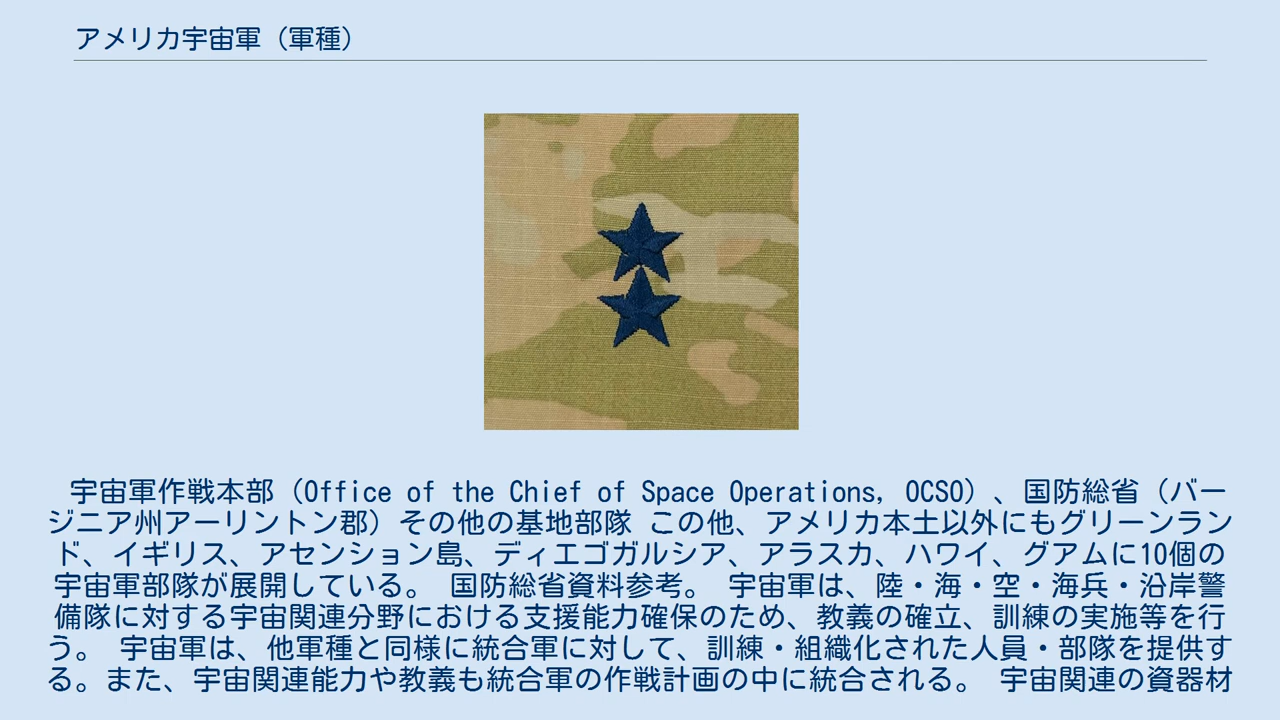 アメリカ宇宙軍（軍種）
宇宙軍作戦本部（Office of the Chief of Space Operations, OCSO）、国防総省（バー
ジニア州アーリントン郡）その他の基地部隊 この他、アメリカ本土以外にもグリーンラン
ド、イギリス、アセンション島、ディエゴガルシア、アラスカ、ハワイ、グアムに10個の
宇宙軍部隊が展開している。 国防総省資料参考。 宇宙軍は、陸・海・空・海兵・沿岸警
備隊に対する宇宙関連分野における支援能力確保のため、教義の確立、訓練の実施等を行
う。 宇宙軍は、他軍種と同様に統合軍に対して、訓練・組織化された人員・部隊を提供す
る。また、宇宙関連能力や教義も統合軍の作戦計画の中に統合される。 宇宙関連の資器材